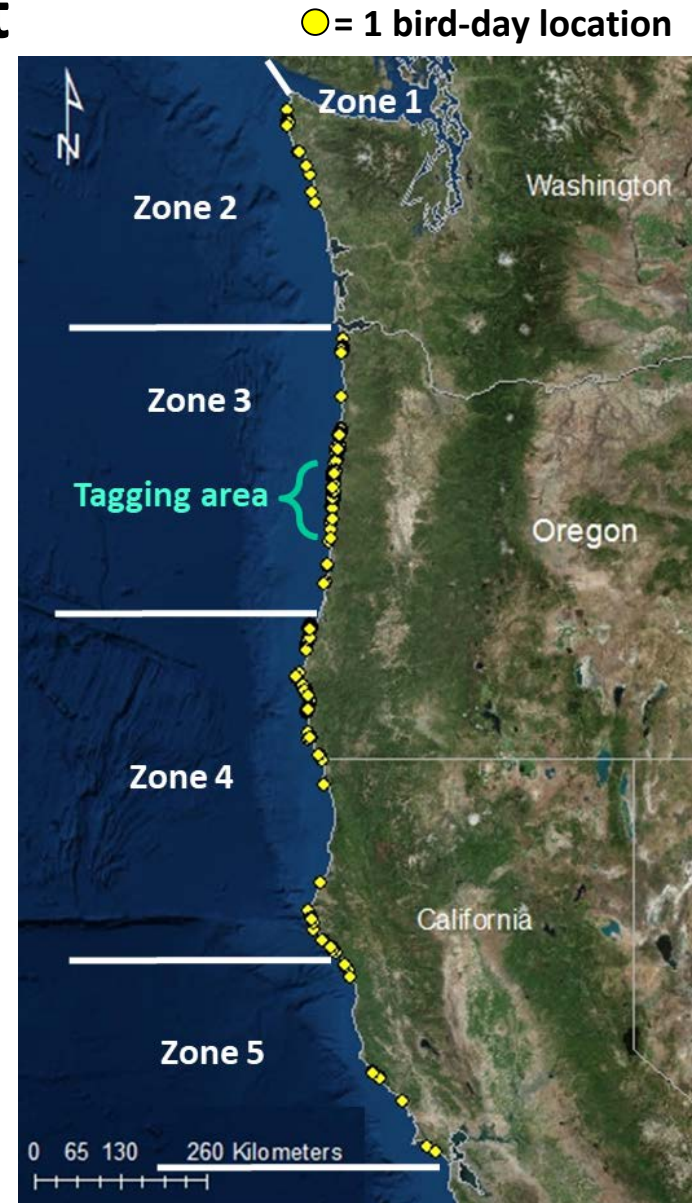 t
= 1 bird-day location
N
Zone 1
Washington
Zone 2
Zone 3
Tagging area
Oregon
Zone 4
California
Zone 5
0 65 130 260 Kilometers